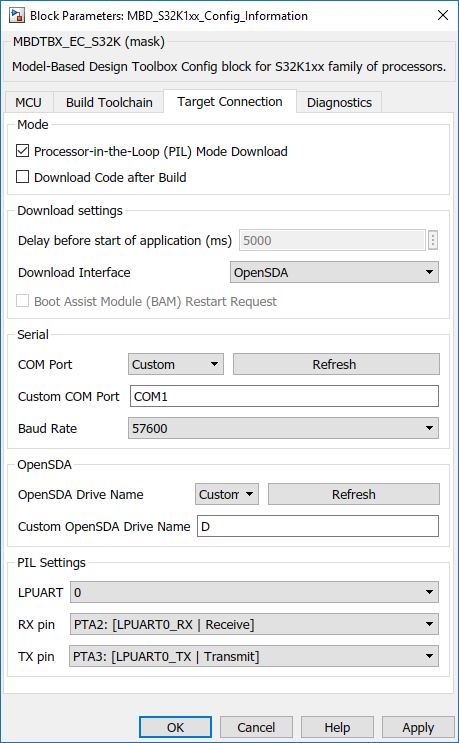 Block Parameters: MBD_S32K1xx_Config_Information
MBDTBX_EC_S32K (mask)
Model-Based Design Toolbox Config block for S32K1xx family of processors.
MCU Build Toolchain Target Connection Diagnostics
Mode
Processor-in-the-Loop (PIL) Mode Download
Download Code after Build
Download settings
Delay before start of application (ms) 5000
Download Interface OpenSDA
Boot Assist Module (BAM) Restart Request
Serial
COM Port Custom Refresh
Custom COM Port COM1
Baud Rate 57600
OpenSDA
OpenSDA Drive Name Custom Refresh
Custom OpenSDA Drive Name D
PIL Settings
LPUART 0
RX pin PTA2: [LPUART0_RX | Receive]
TX pin PTA3: [LPUART0_TX | Transmit]
OK Cancel Help Apply